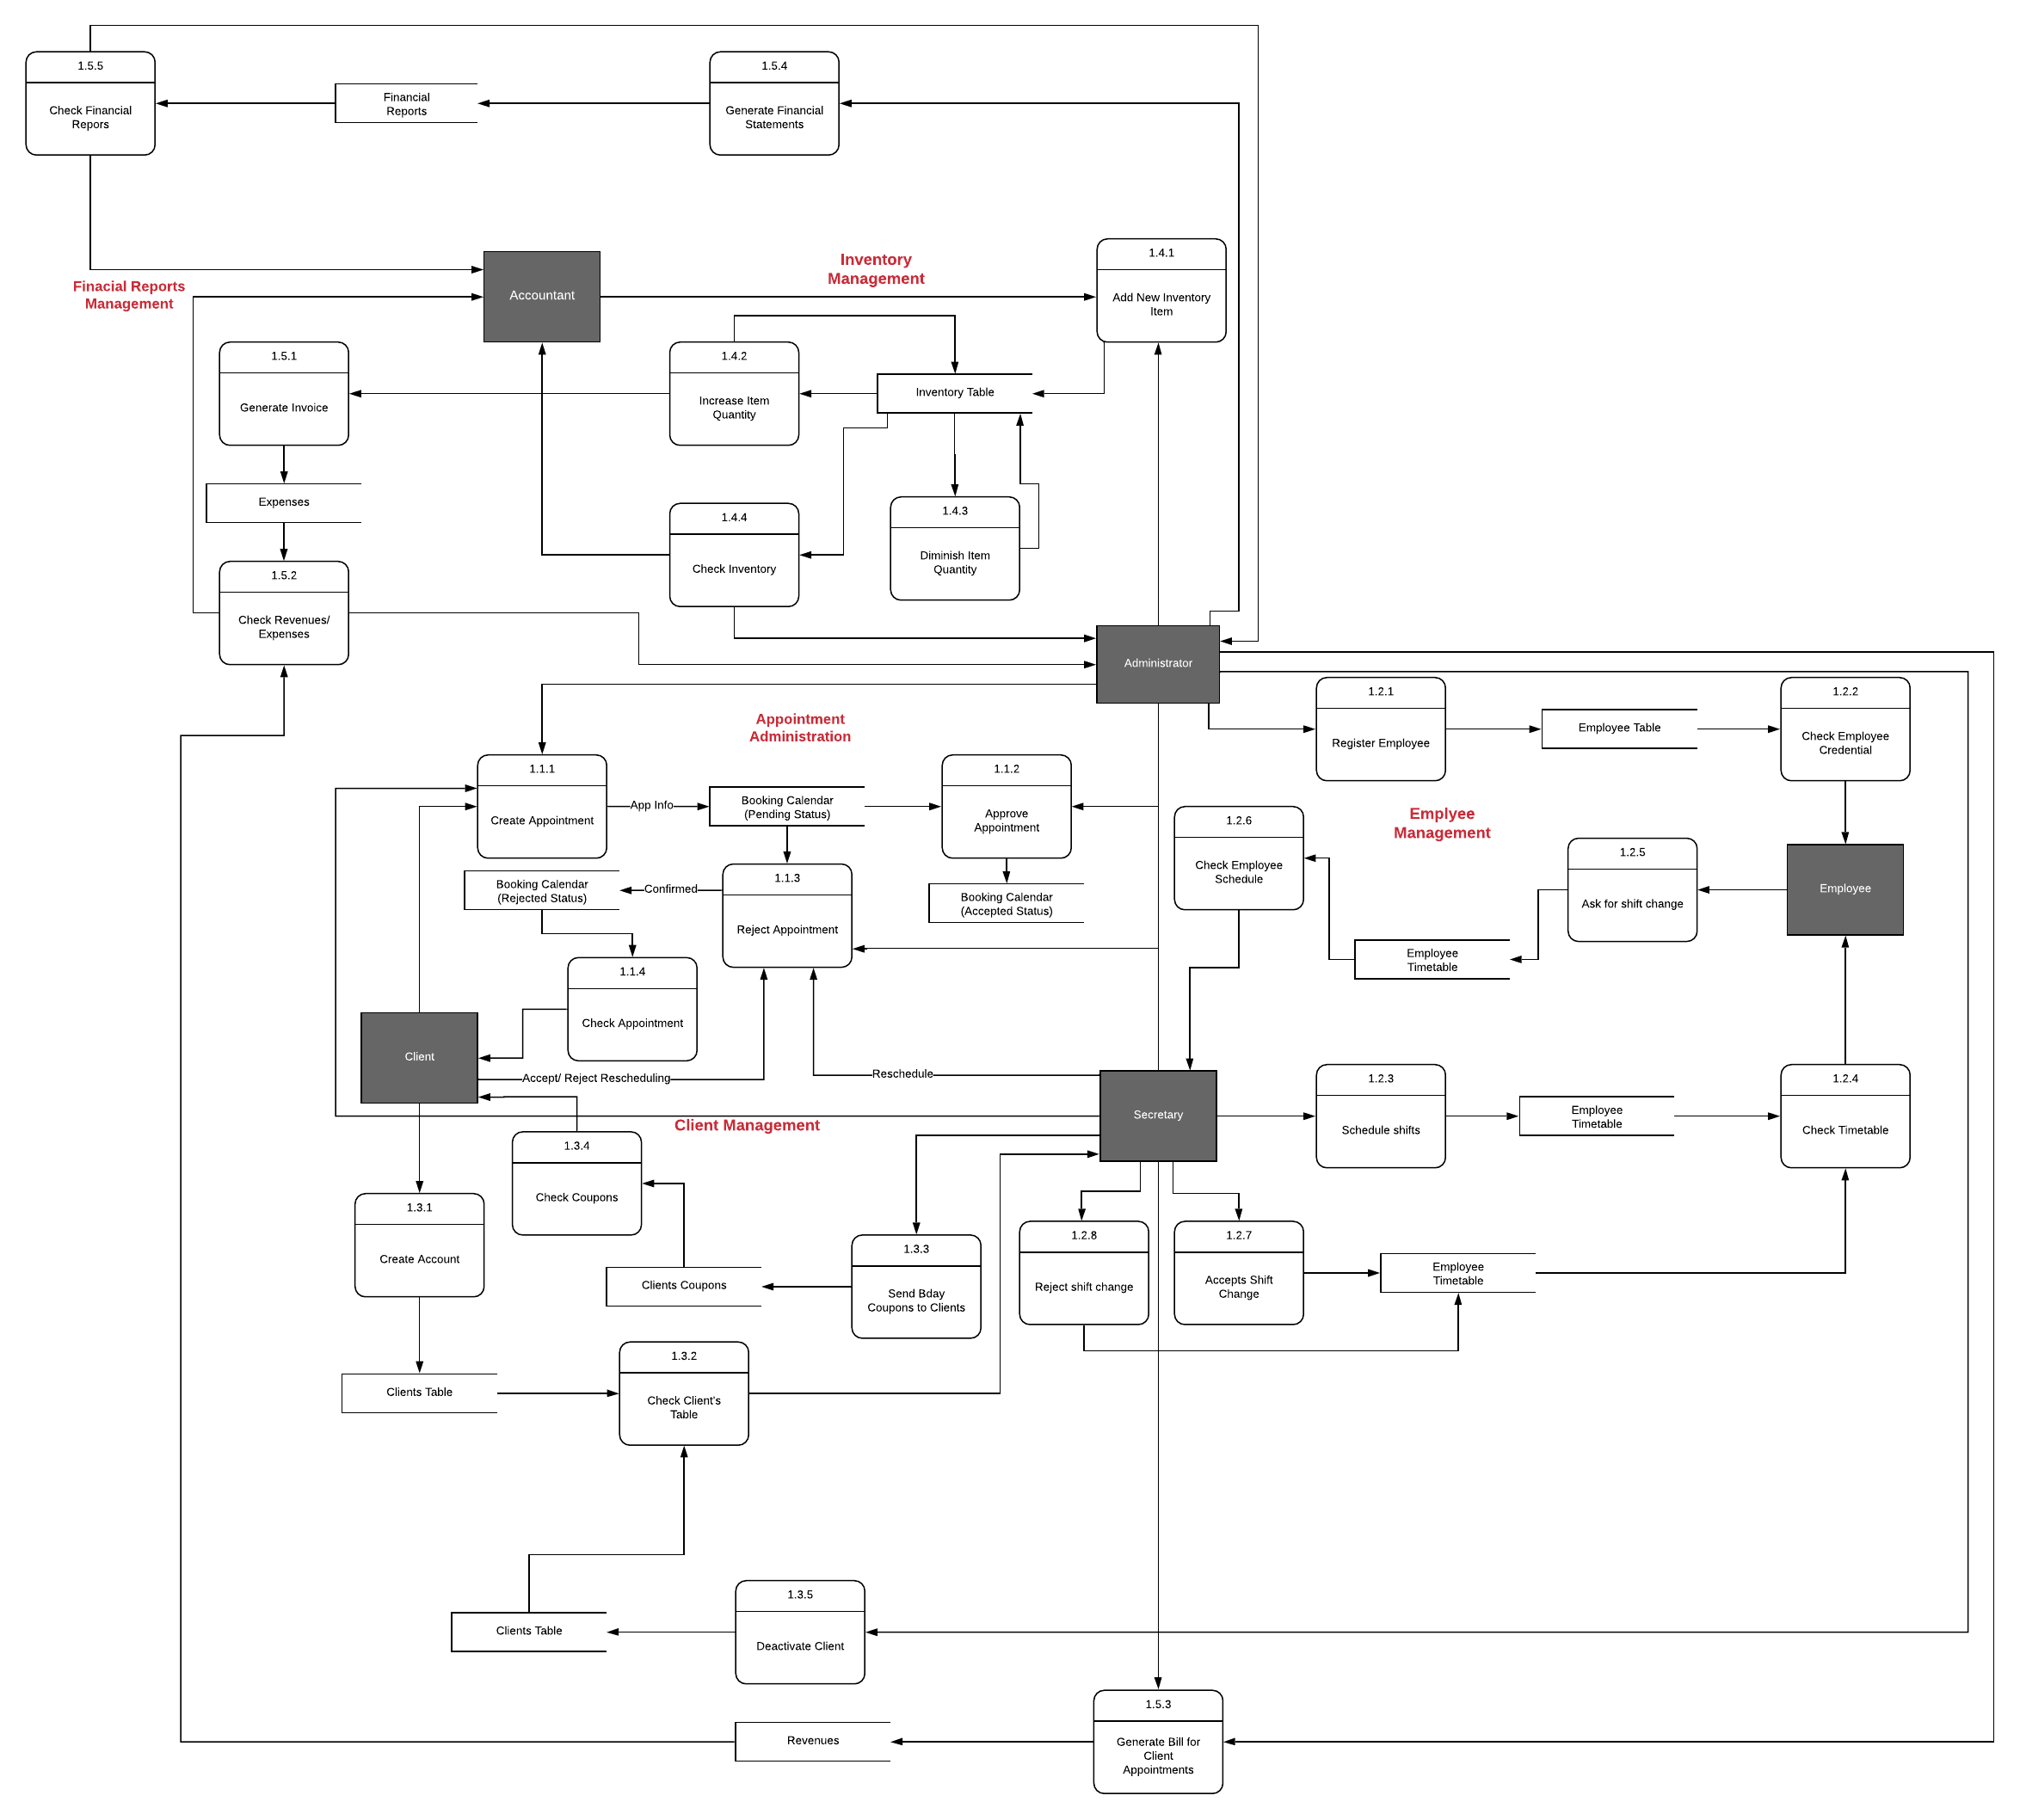 1.5.5
Check Financial
Repors
Financial
Reports
1.5.4
Generate Financial
Statements
Finacial Reports
Management
Accountant
Inventory
Management
1.4.1
Add New Inventory
Item
1.5.1
Generate Invoice
1.4.2
Increase Item
Quantity
Inventory Table
Expenses
1.4.4
Check Inventory
1.4.3
Diminish Item
Quantity
1.5.2
Check Revenues/
Expenses
Administrator
Appointment
Administration
1.2.1
Register Employee
Employee Table
1.2.2
Check Employee
Credential
1.1.1
Create Appointment
App Info
Booking Calendar
(Pending Status)
1.1.2
Approve
Appointment
1.2.6
Check Employee
Schedule
Emplyee
Management
1.2.5
Ask for shift change
Employee
Booking Calendar
(Rejected Status)
Confirmed
1.1.3
Reject Appointment
Booking Calendar
(Accepted Status)
Employee
Timetable
1.1.4
Check Appointment
Client
Accept/ Reject Rescheduling
Reschedule
Secretary
1.2.3
Schedule shifts
Employee
Timetable
1.2.4
Check Timetable
Client Management
1.3.4
Check Coupons
1.3.1
Create Account
Clients Coupons
1.3.3
Send Bday
Coupons to Clients
1.2.8
Reject shift change
1.2.7
Accepts Shift
Change
Employee
Timetable
Clients Table
1.3.2
Check Client's
Table
1.3.5
Deactivate Client
Clients Table
1.5.3
Generate Bill for
Client
Appointments
Revenues